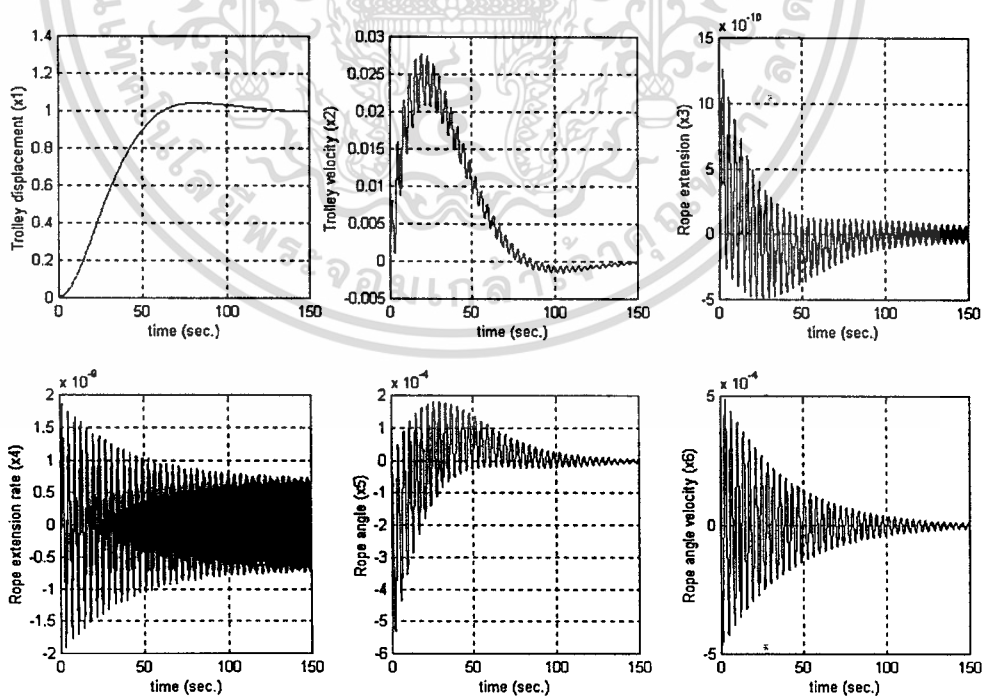 x 10^-10
1.4
1.2
1
0.8
0.6
0.4
0.2
0
Trolley displacement (x1)
0 50 100 150
time (sec.)
0.03
0.025
0.02
0.015
0.01
0.005
0
-0.005
Trolley velocity (x2)
0 50 100 150
time (sec.)
15
10
5
0
-5
Rope extension (x3)
0 50 100 150
time (sec.)
2
1.5
1
0.5
0
-0.5
-1
-1.5
-2
Rope extension rate (x4)
0 50 100 150
time (sec.)
x 10^-4
2
1
0
-1
-2
-3
-4
-5
-6
Rope angle (x5)
0 50 100 150
time (sec.)
x 10^-4
5
0
-5
Rope angle velocity (x6)
0 50 100 150
time (sec.)